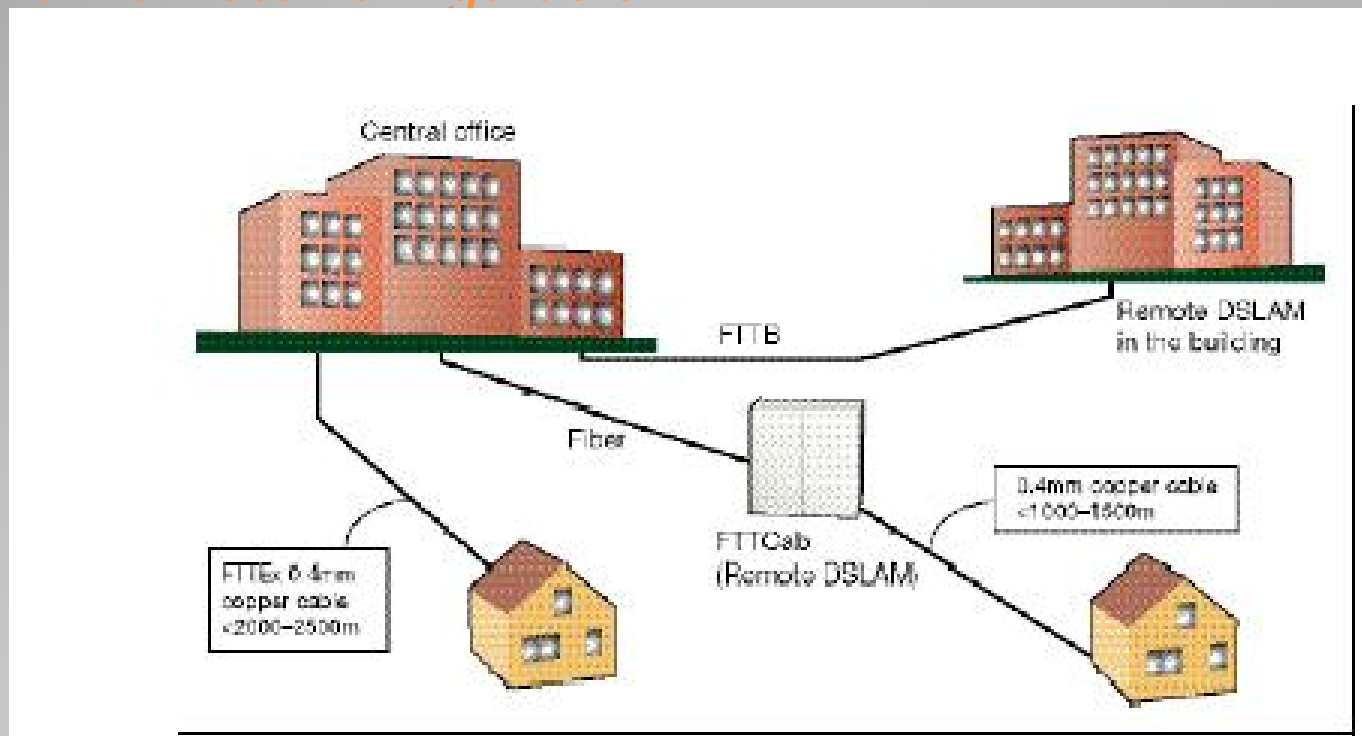 Central office
FTTB
Remote DSLAM
in the building
Fiber
0.4mm copper cable
<1000–1500m
FTTCab
(Remote DSLAM)
FTTEx 0.4mm
copper cable
<2000–2500m